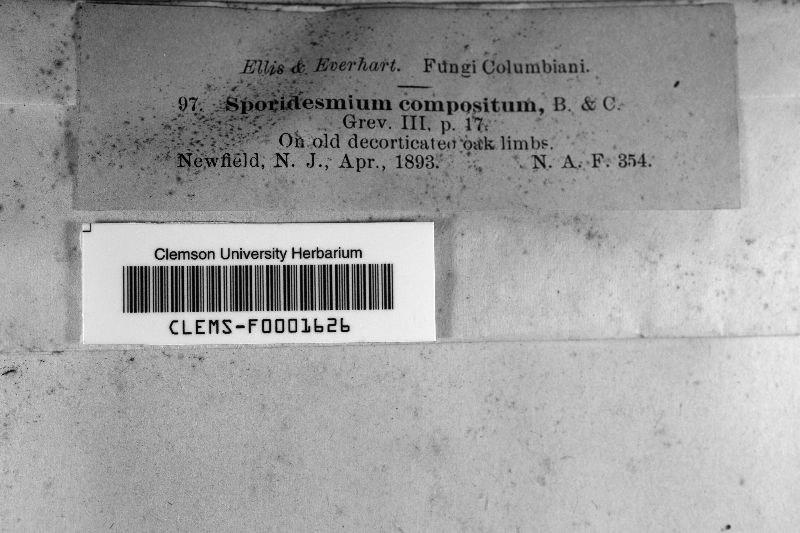 Ellis & Everhart. Fungi Columbiani.
97. Sporidesmium compositum, B. & C.
Grev. III, p. 17.
On old decorticated oak limbs.
Newfield, N. J., Apr., 1893. N. A. F. 354.
Clemson University Herbarium
CLEMS-F0001626